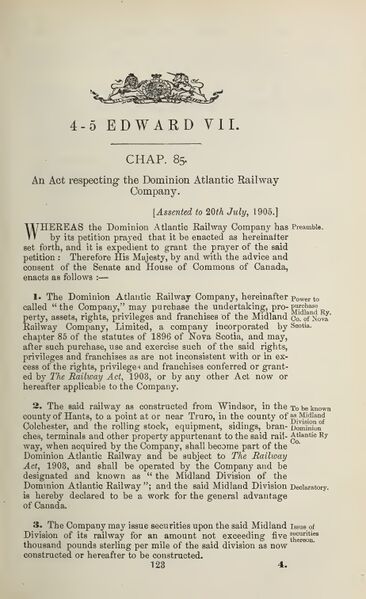 4-5 EDWARD VII.
CHAP. 85.
An Act respecting the Dominion Atlantic Railway
Company.
[Assented to 20th July, 1905.]
WHEREAS the Dominion Atlantic Railway Company has
by its petition prayed that it be enacted as hereinafter
set forth, and it is expedient to grant the prayer of the said
petition : Therefore His Majesty, by and with the advice and
consent of the Senate and House of Commons of Canada,
enacts as follows :—
Preamble.
1. The Dominion Atlantic Railway Company, hereinafter
called "the Company," may purchase the undertaking, pro-
perty, assets, rights, privileges and franchises of the Midland
Railway Company, Limited, a company incorporated by
chapter 85 of the statutes of 1896 of Nova Scotia, and may,
after such purchase, use and exercise such of the said rights,
privileges and franchises as are not inconsistent with or in ex-
cess of the rights, privileges and franchises conferred or grant-
ed by The Railway Act, 1903, or by any other Act now or
hereafter applicable to the Company.
Power to
purchase
Midland Ry.
Co. of Nova
Scotia.
2. The said railway as constructed from Windsor, in the
county of Hants, to a point at or near Truro, in the county of
Colchester, and the rolling stock, equipment, sidings, bran-
ches, terminals and other property appurtenant to the said rail-
way, when acquired by the Company, shall become part of the
Dominion Atlantic Railway and be subject to The Railway
Act, 1903, and shall be operated by the Company and be
designated and known as "the Midland Division of the
Dominion Atlantic Railway"; and the said Midland Division
is hereby declared to be a work for the general advantage
of Canada.
To be known
as Midland
Division of
Dominion
Atlantic Ry
Co.
Declaratory.
3. The Company may issue securities upon the said Midland
Division of its railway for an amount not exceeding five
thousand pounds sterling per mile of the said division as now
constructed or hereafter to be constructed.
Issue of
securities
thereon.
123
4.